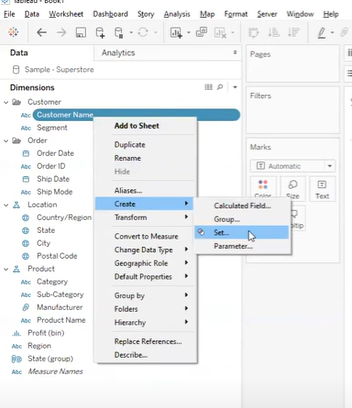 Tableau - Book1
File Data Worksheet Dashboard Story Analysis Map Format Server Window Help
Data Analytics Pages
Sample - Superstore
Dimensions
Filters
Customer
Abc Customer Name
Abc Segment
Order
Order Date
Abc Order ID
Ship Date
Abc Ship Mode
Location
Country/Region
State
City
Postal Code
Product
Abc Category
Abc Sub-Category
Manufacturer
Abc Product Name
Profit (bin)
Abc Region
State (group)
Abc Measure Names
Add to Sheet
Duplicate
Rename
Hide
Aliases...
Create
Transform
Convert to Measure
Change Data Type
Geographic Role
Default Properties
Group by
Folders
Hierarchy
Replace References...
Describe...
Calculated Field...
Group...
Set...
Parameter...
Marks
Automatic
Color Size Text